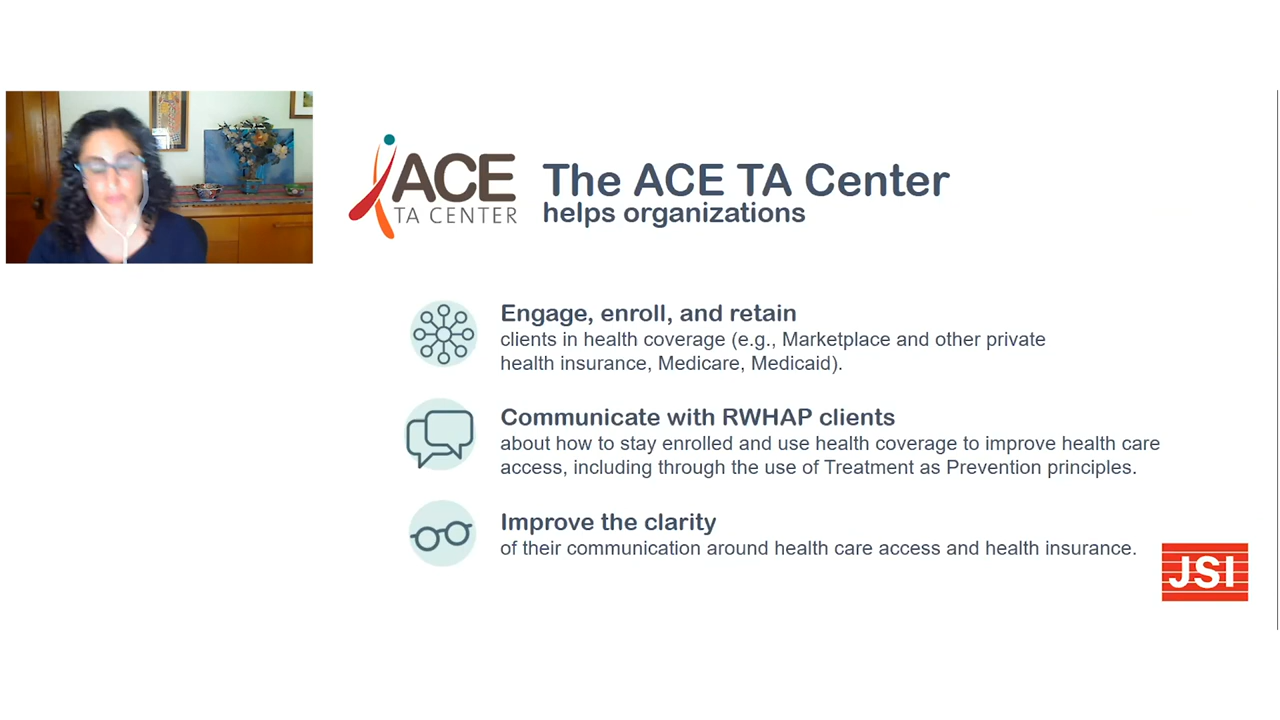 ACE
TA CENTER
The ACE TA Center
helps organizations
Engage, enroll, and retain
clients in health coverage (e.g., Marketplace and other private
health insurance, Medicare, Medicaid).
Communicate with RWHAP clients
about how to stay enrolled and use health coverage to improve health care
access, including through the use of Treatment as Prevention principles.
Improve the clarity
of their communication around health care access and health insurance.
JSI